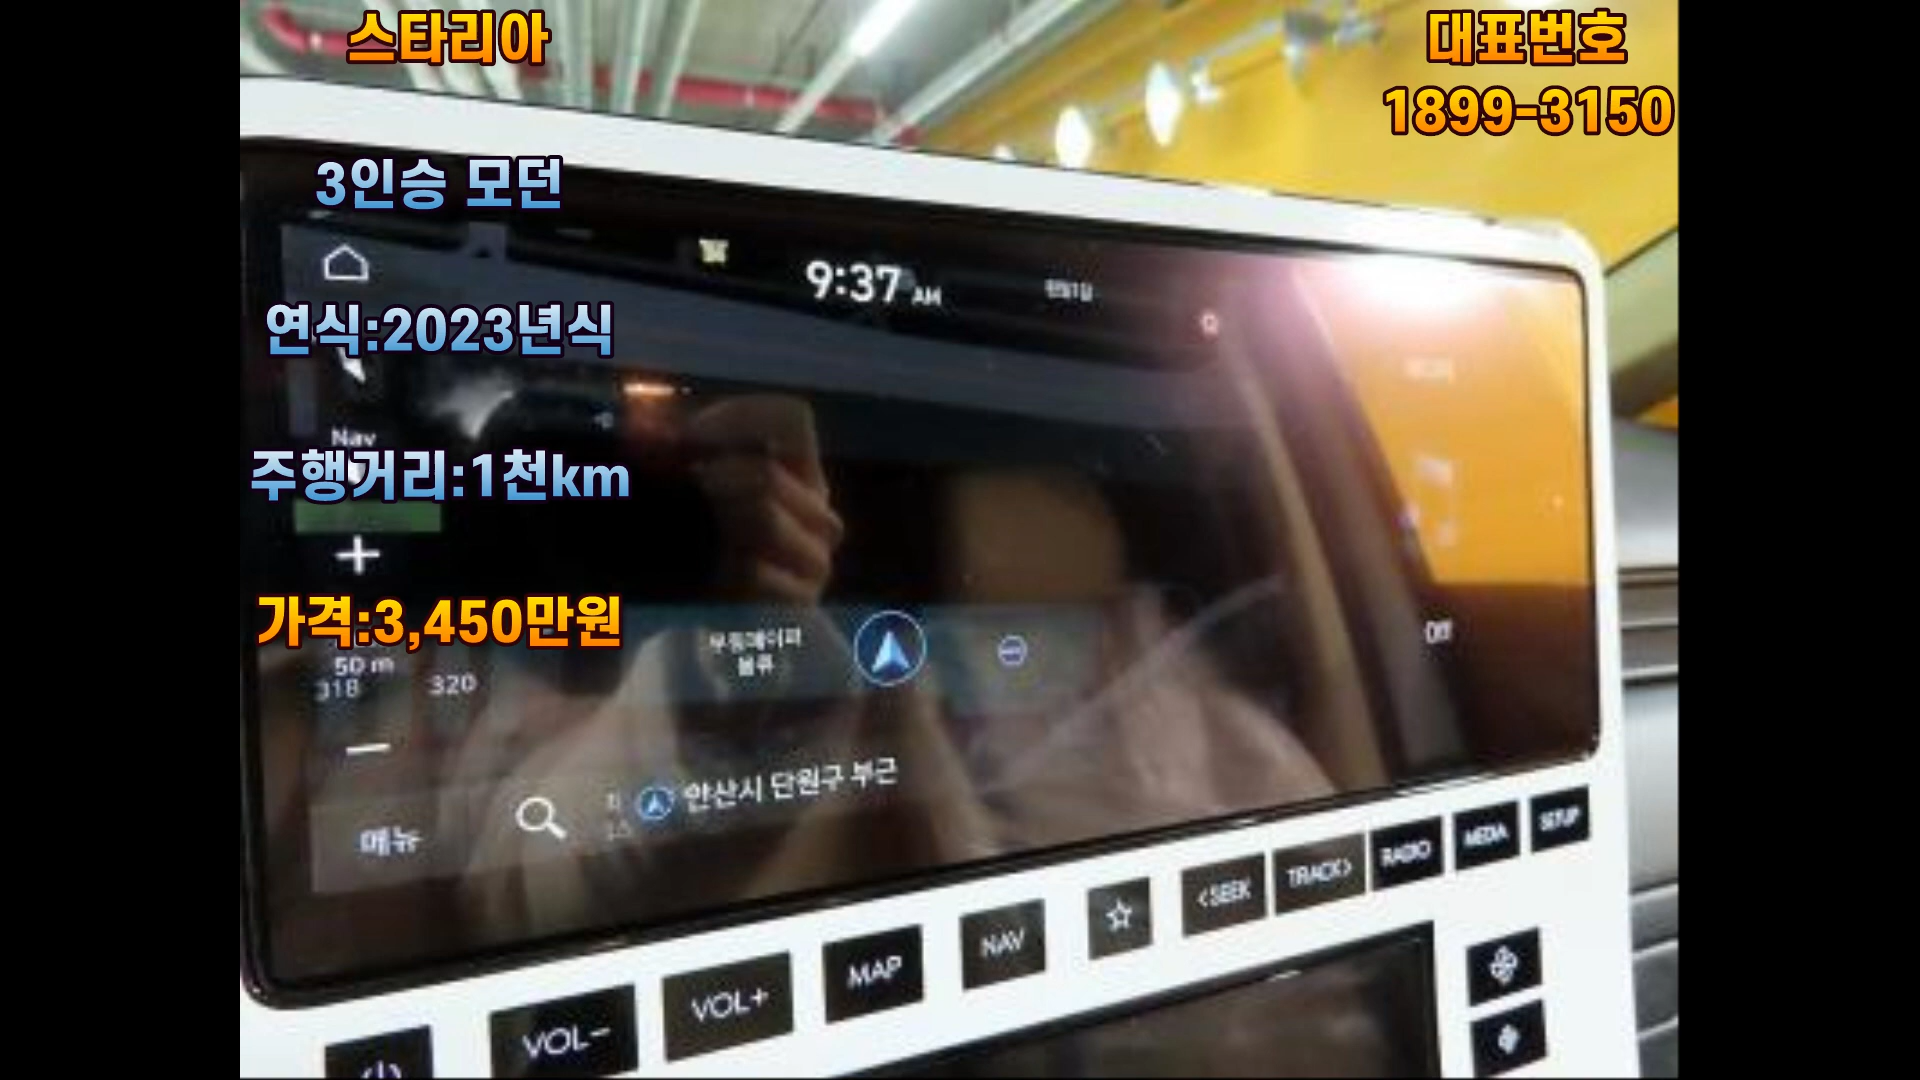 스타리아
대표번호
1899-3150
3인승 모던
9:37 AM
연식:2023년식
Nav
주행거리:1천km
가격:3,450만원
Off
50 m
318
320
안산시 단원구 부근
메뉴
<SEEK
TRACK>
RADIO
MEDIA
SETUP
VOL-
VOL+
MAP
NAV